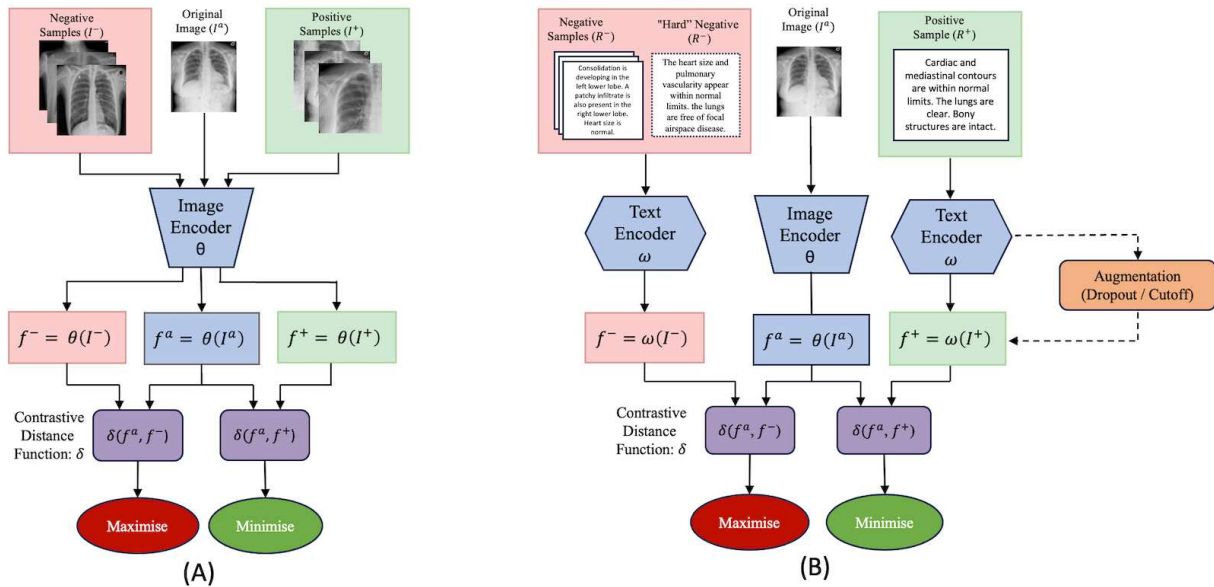 Negative
Samples (I⁻)
Original
Image (Iᵃ)
Positive
Samples (I⁺)
Image
Encoder
θ
f⁻ = θ(I⁻)
fᵃ = θ(Iᵃ)
f⁺ = θ(I⁺)
Contrastive
Distance
Function: δ
δ(fᵃ, f⁻)
δ(fᵃ, f⁺)
Maximise
Minimise
(A)
Negative
Samples (R⁻)
Consolidation is
developing in the
left lower lobe. A
patchy infiltrate is
also present in the
right lower lobe.
Heart size is
normal.
"Hard" Negative
(R⁻)
The heart size and
pulmonary
vascularity appear
within normal
limits. the lungs
are free of focal
airspace disease.
Original
Image (Iᵃ)
Positive
Sample (R⁺)
Cardiac and
mediastinal contours
are within normal
limits. The lungs are
clear. Bony
structures are intact.
Text
Encoder
ω
Image
Encoder
θ
Text
Encoder
ω
Augmentation
(Dropout / Cutoff)
f⁻ = ω(I⁻)
fᵃ = θ(Iᵃ)
f⁺ = ω(I⁺)
Contrastive
Distance
Function: δ
δ(fᵃ, f⁻)
δ(fᵃ, f⁺)
Maximise
Minimise
(B)